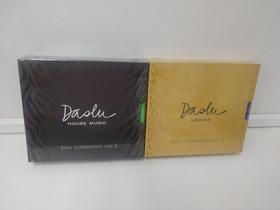 Daslu
HOUSE MUSIC
box collection vol.2
Daslu
LOUNGE
box collection vol.2